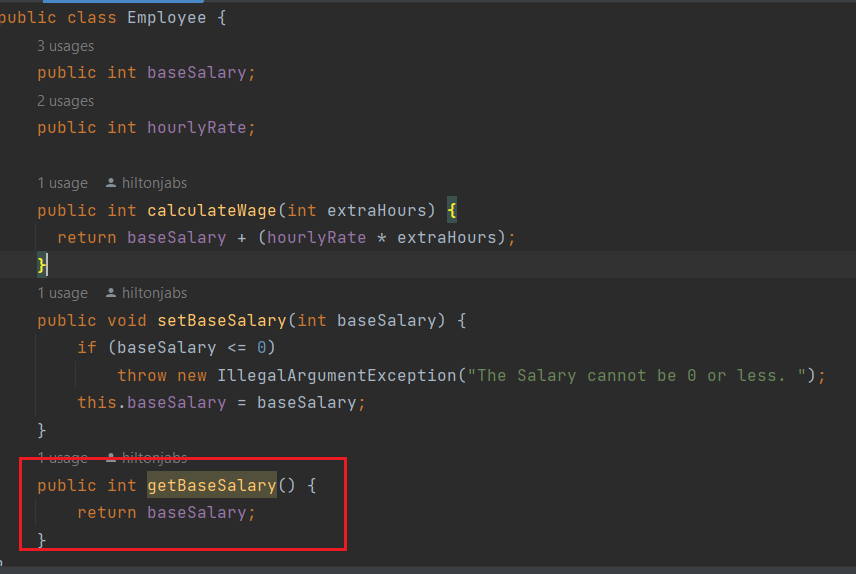 public class Employee {
3 usages
public int baseSalary;
2 usages
public int hourlyRate;
1 usage hiltonjabs
public int calculateWage(int extraHours) {
return baseSalary + (hourlyRate * extraHours);
}
1 usage hiltonjabs
public void setBaseSalary(int baseSalary) {
if (baseSalary <= 0)
throw new IllegalArgumentException("The Salary cannot be 0 or less. ");
this.baseSalary = baseSalary;
}
1 usage hiltonjabs
public int getBaseSalary() {
return baseSalary;
}